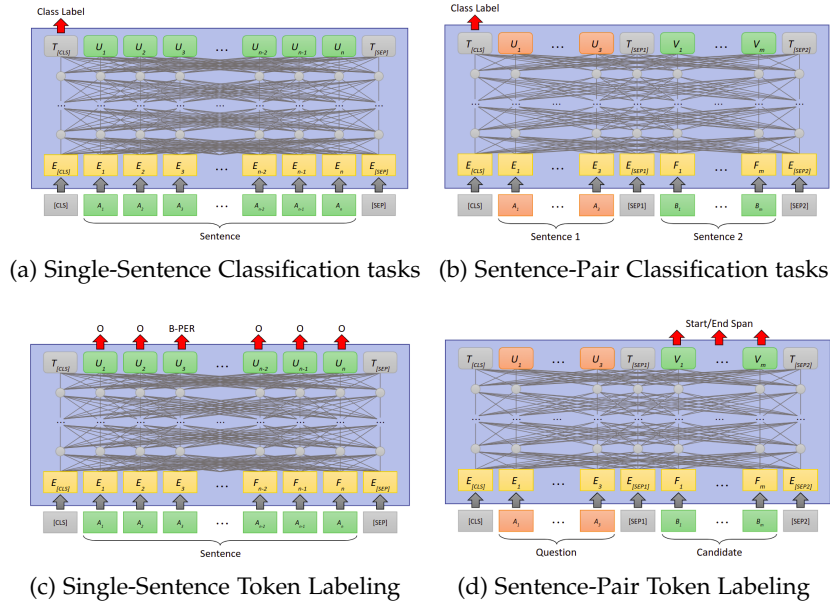 Class Label
T[CLS] U1 U2 U3 ... Un-2 Un-1 Un T[SEP]
... ... ... ... ...
E[CLS] E1 E2 E3 ... En-2 En-1 En E[SEP]
[CLS] A1 A2 A3 ... An-2 An-1 An [SEP]
Sentence
(a) Single-Sentence Classification tasks
Class Label
T[CLS] U1 ... U3 T[SEP1] V1 ... Vm T[SEP2]
... ... ... ...
E[CLS] E1 ... E3 E[SEP1] F1 ... Fm E[SEP2]
[CLS] A1 ... A3 [SEP1] B1 ... Bm [SEP2]
Sentence 1 Sentence 2
(b) Sentence-Pair Classification tasks
O O B-PER O O O
T[CLS] U1 U2 U3 ... Un-2 Un-1 Un T[SEP]
... ... ... ... ...
E[CLS] E1 E2 E3 ... Fn-2 Fn-1 Fn E[SEP]
[CLS] A1 A2 A3 ... An-2 An-1 An [SEP]
Sentence
(c) Single-Sentence Token Labeling
Start/End Span
T[CLS] U1 ... U3 T[SEP1] V1 ... Vm T[SEP2]
... ... ... ...
E[CLS] E1 ... E3 E[SEP1] F1 ... Fm E[SEP2]
[CLS] A1 ... A3 [SEP1] B1 ... Bm [SEP2]
Question Candidate
(d) Sentence-Pair Token Labeling